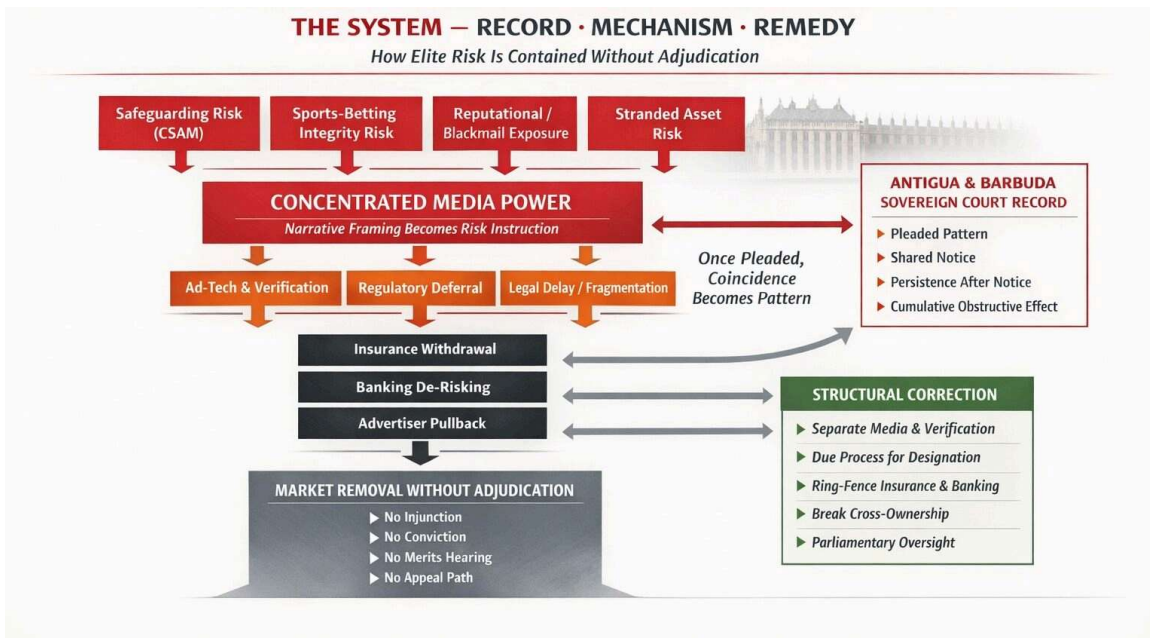 THE SYSTEM — RECORD · MECHANISM · REMEDY
How Elite Risk Is Contained Without Adjudication
Safeguarding Risk
(CSAM)
Sports-Betting
Integrity Risk
Reputational /
Blackmail Exposure
Stranded Asset
Risk
CONCENTRATED MEDIA POWER
Narrative Framing Becomes Risk Instruction
Ad-Tech & Verification
Regulatory Deferral
Legal Delay / Fragmentation
Once Pleaded,
Coincidence
Becomes Pattern
ANTIGUA & BARBUDA
SOVEREIGN COURT RECORD
Pleaded Pattern
Shared Notice
Persistence After Notice
Cumulative Obstructive Effect
Insurance Withdrawal
Banking De-Risking
Advertiser Pullback
STRUCTURAL CORRECTION
Separate Media & Verification
Due Process for Designation
Ring-Fence Insurance & Banking
Break Cross-Ownership
Parliamentary Oversight
MARKET REMOVAL WITHOUT ADJUDICATION
No Injunction
No Conviction
No Merits Hearing
No Appeal Path